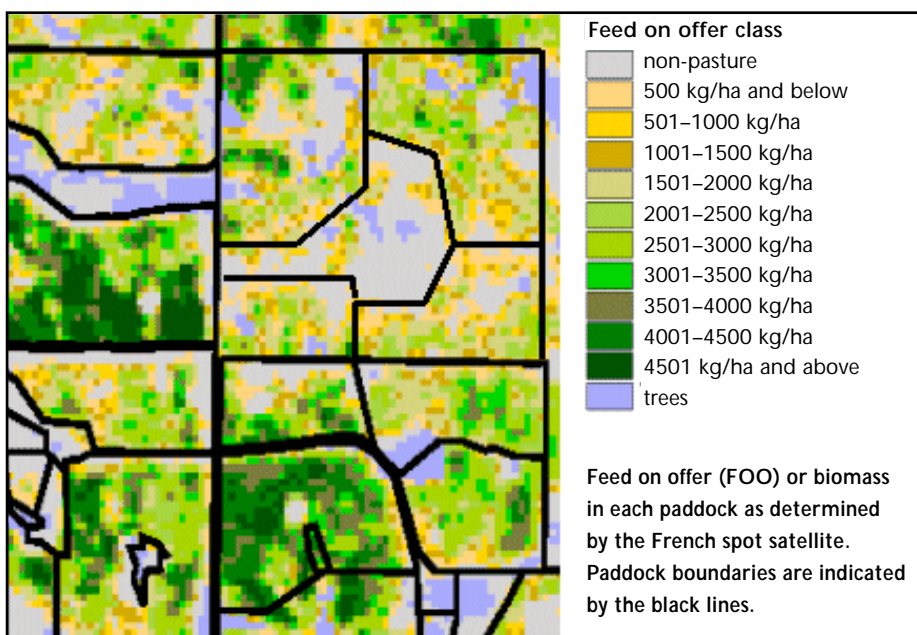 Feed on offer class
non-pasture
500 kg/ha and below
501–1000 kg/ha
1001–1500 kg/ha
1501–2000 kg/ha
2001–2500 kg/ha
2501–3000 kg/ha
3001–3500 kg/ha
3501–4000 kg/ha
4001–4500 kg/ha
4501 kg/ha and above
trees
Feed on offer (FOO) or biomass
in each paddock as determined
by the French spot satellite.
Paddock boundaries are indicated
by the black lines.